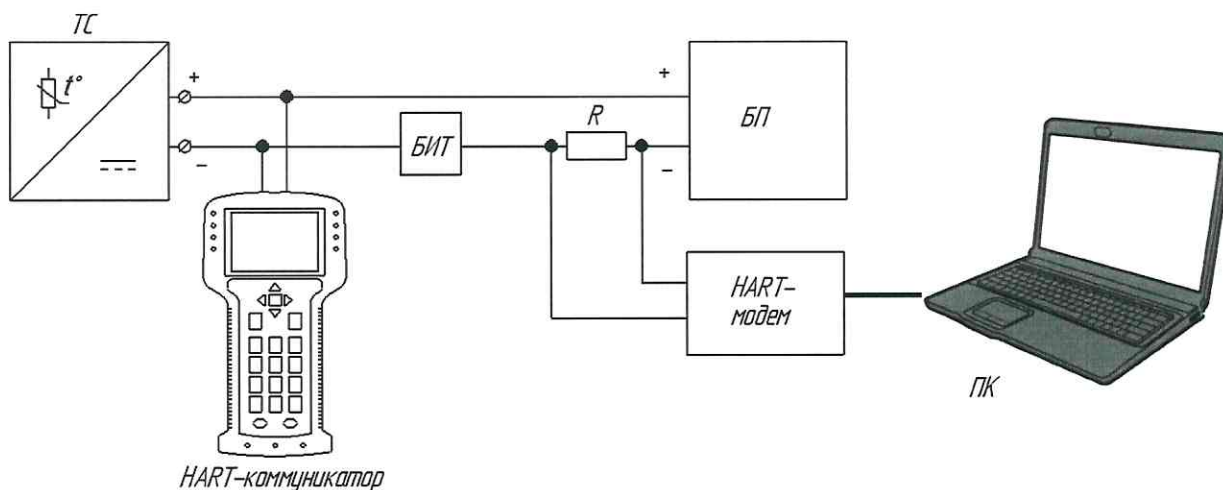 ТС
t°
+
−
БИТ
R
+
−
БП
HART-
модем
ПК
HART-коммуникатор